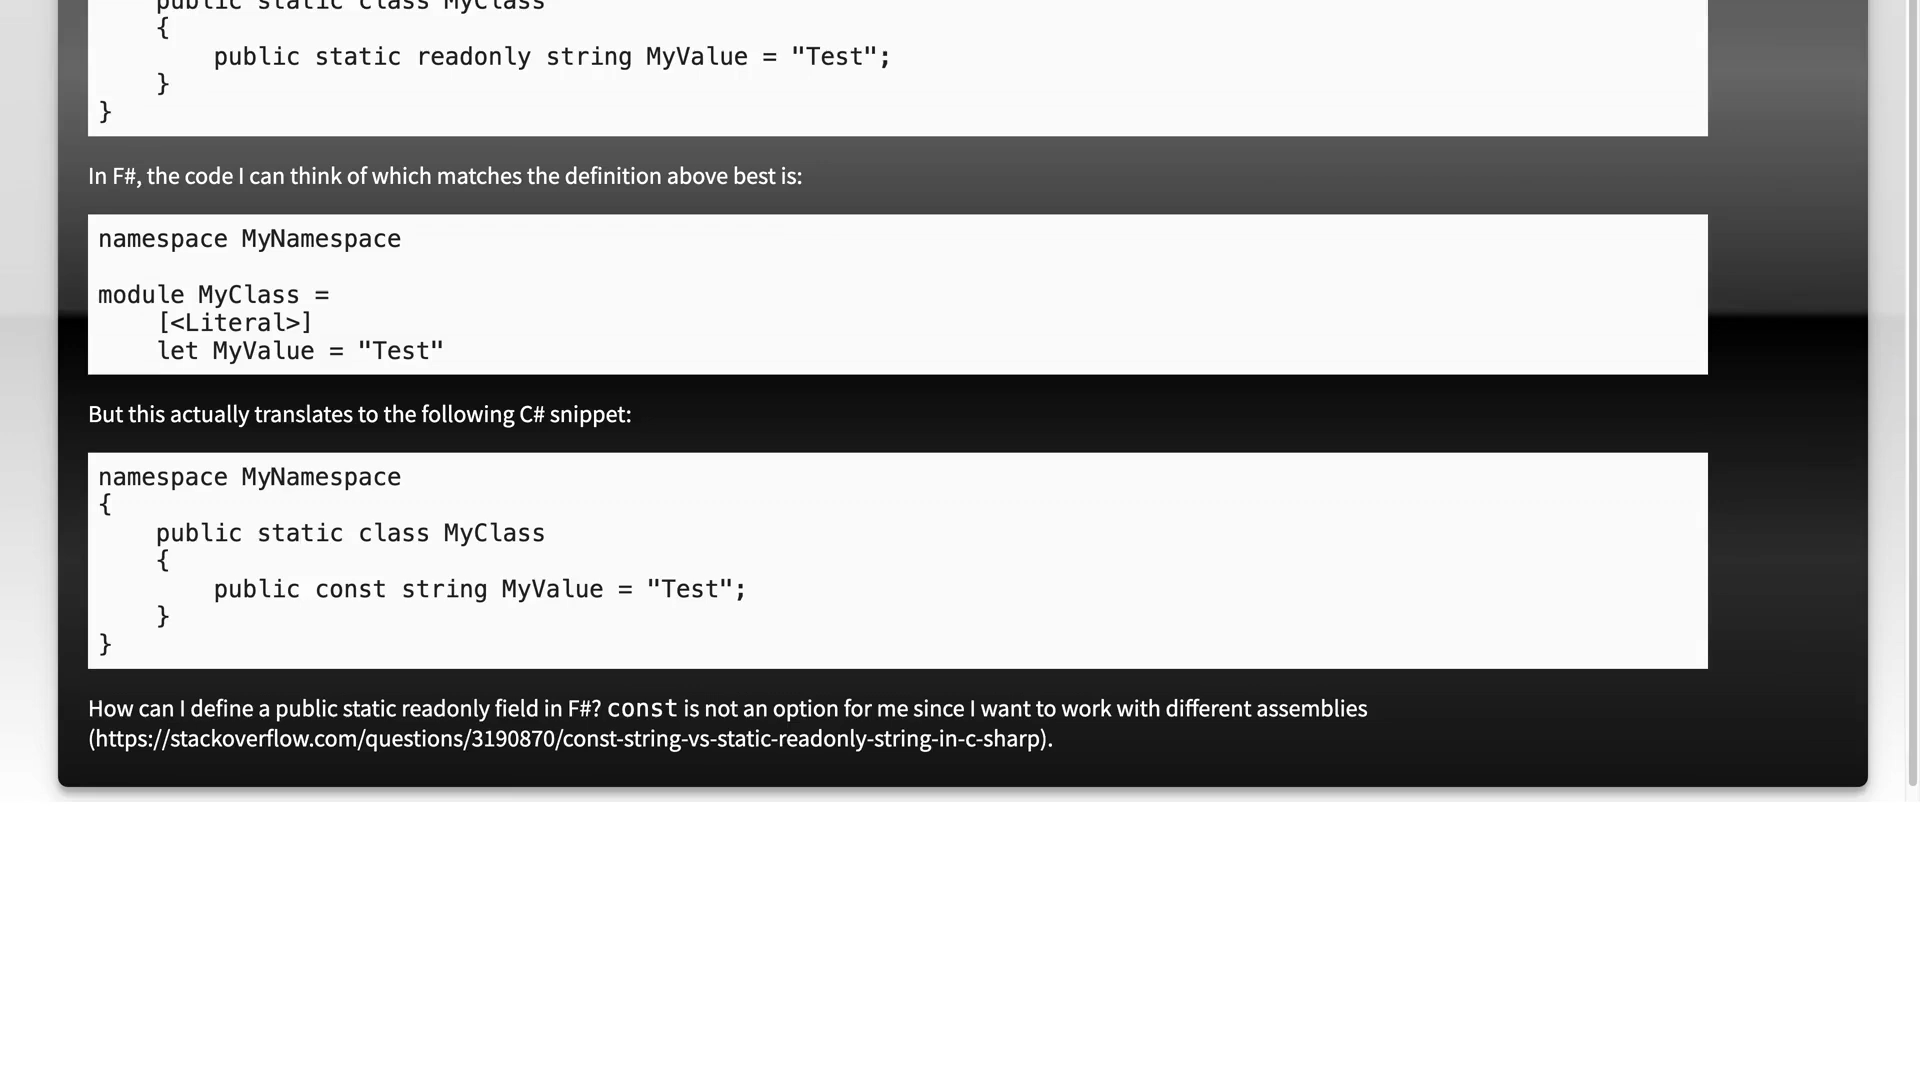 public static class MyClass
{
    public static readonly string MyValue = "Test";
}
}
In F#, the code I can think of which matches the definition above best is:
namespace MyNamespace
module MyClass =
    [<Literal>]
    let MyValue = "Test"
But this actually translates to the following C# snippet:
namespace MyNamespace
{
    public static class MyClass
    {
        public const string MyValue = "Test";
    }
}
How can I define a public static readonly field in F#? const is not an option for me since I want to work with different assemblies
(https://stackoverflow.com/questions/3190870/const-string-vs-static-readonly-string-in-c-sharp).